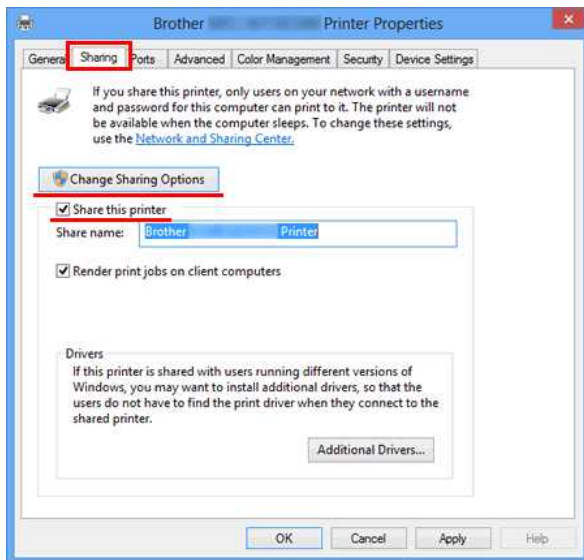 Brother Printer Properties
General Sharing Ports Advanced Color Management Security Device Settings
If you share this printer, only users on your network with a username
and password for this computer can print to it. The printer will not
be available when the computer sleeps. To change these settings,
use the Network and Sharing Center.
Change Sharing Options
Share this printer
Share name: Brother Printer
Render print jobs on client computers
Drivers
If this printer is shared with users running different versions of
Windows, you may want to install additional drivers, so that the
users do not have to find the print driver when they connect to the
shared printer.
Additional Drivers...
OK Cancel Apply Help